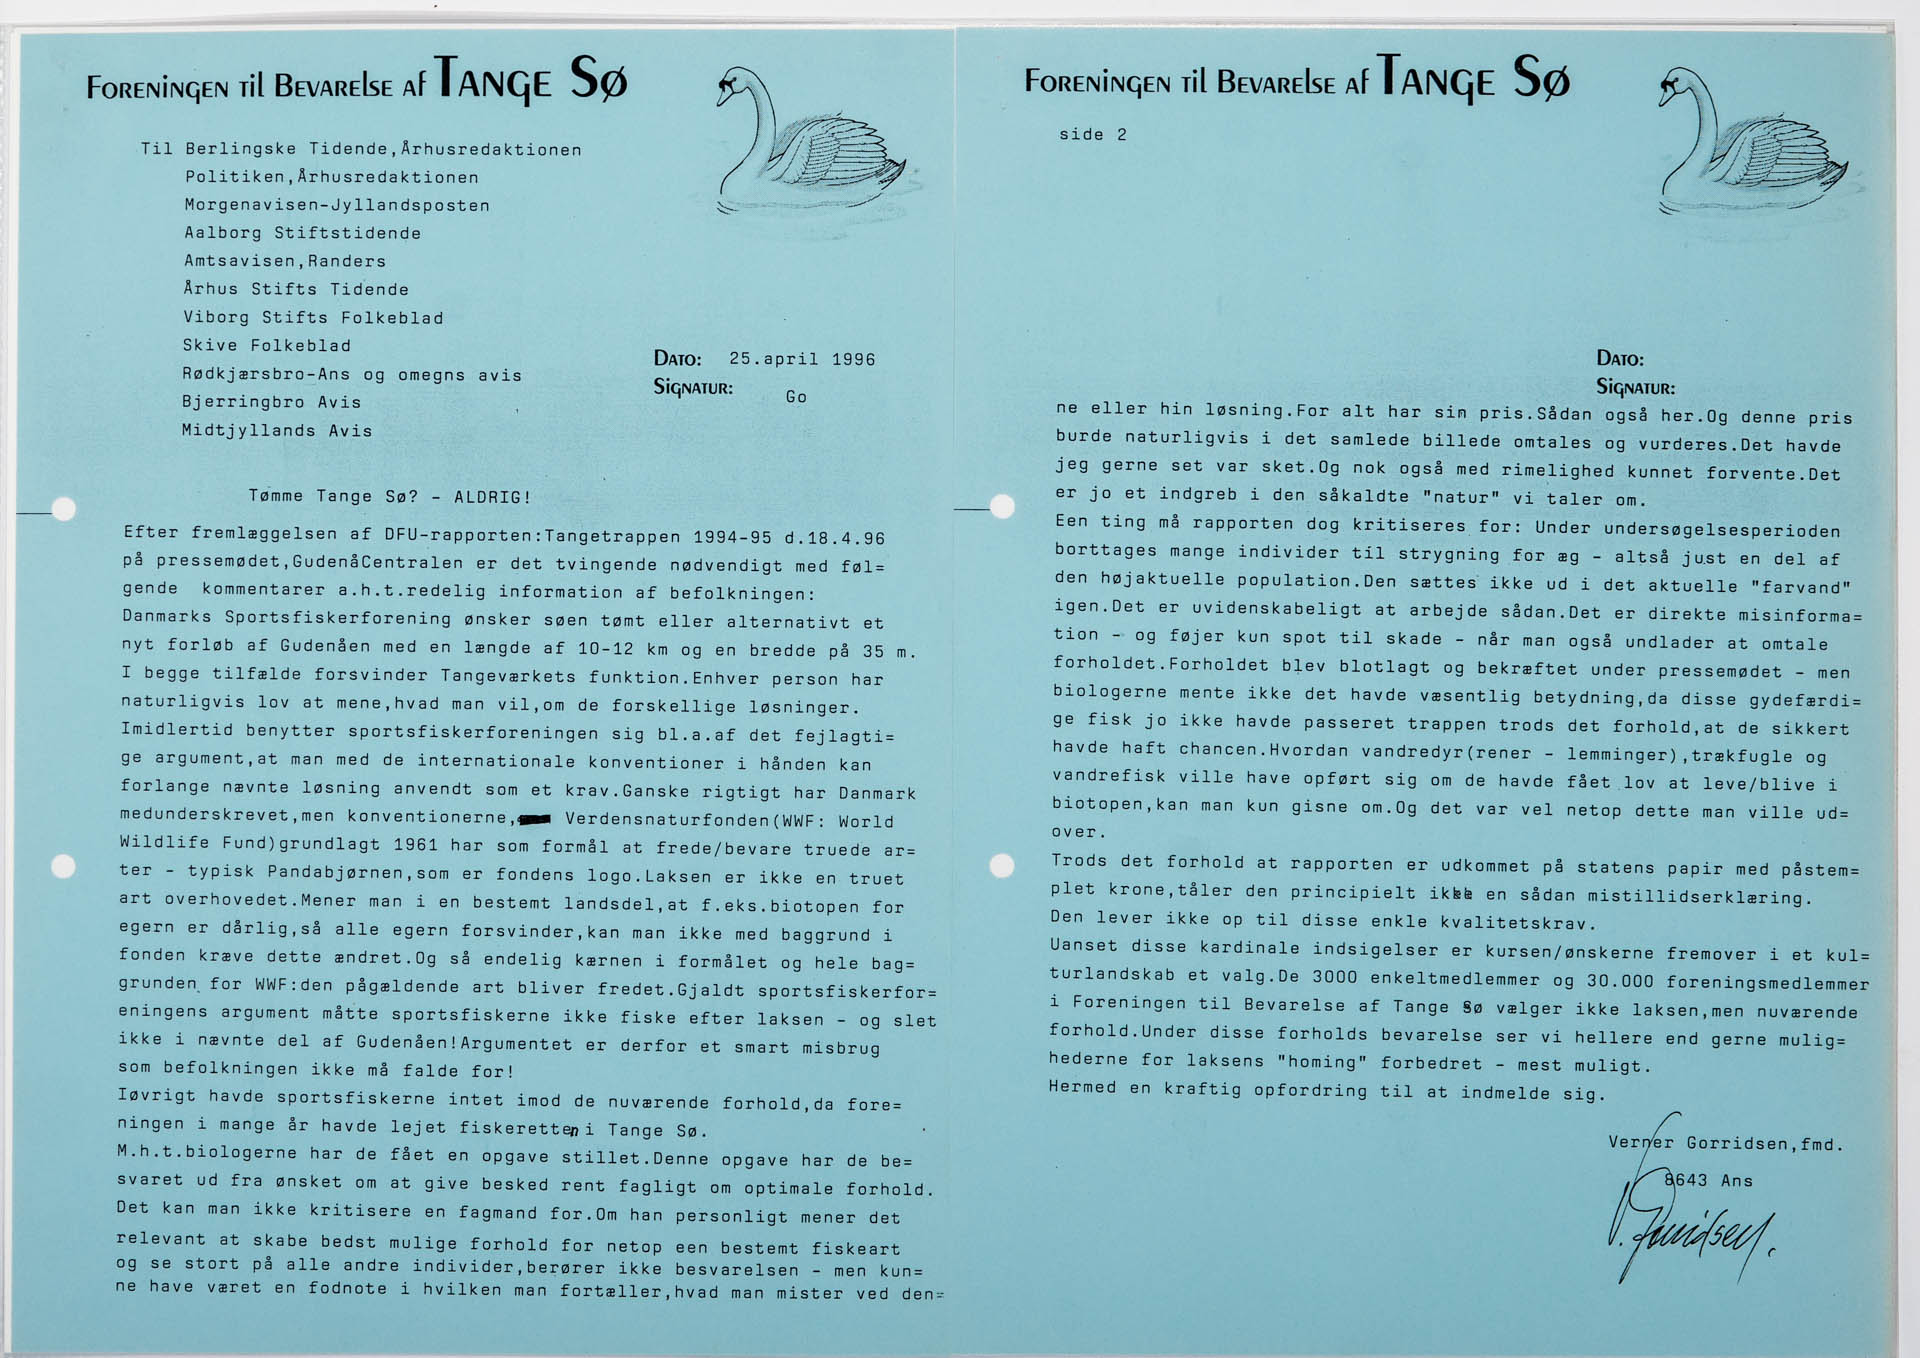 Foreningen til Bevarelse af Tange Sø
Til Berlingske Tidende,Århusredaktionen
Politiken,Århusredaktionen
Morgenavisen-Jyllandsposten
Aalborg Stiftstidende
Amtsavisen,Randers
Århus Stifts Tidende
Viborg Stifts Folkeblad
Skive Folkeblad
Rødkjærsbro-Ans og omegns avis
Bjerringbro Avis
Midtjyllands Avis
Dato: 25.april 1996
Signatur: Go
Tømme Tange Sø? - ALDRIG!
Efter fremlæggelsen af DFU-rapporten:Tangetrappen 1994-95 d.18.4.96
på pressemødet,GudenåCentralen er det tvingende nødvendigt med føl=
gende kommentarer a.h.t.redelig information af befolkningen:
Danmarks Sportsfiskerforening ønsker søen tømt eller alternativt et
nyt forløb af Gudenåen med en længde af 10-12 km og en bredde på 35 m.
I begge tilfælde forsvinder Tangeværkets funktion.Enhver person har
naturligvis lov at mene,hvad man vil,om de forskellige løsninger.
Imidlertid benytter sportsfiskerforeningen sig bl.a.af det fejlagti=
ge argument,at man med de internationale konventioner i hånden kan
forlange nævnte løsning anvendt som et krav.Ganske rigtigt har Danmark
medunderskrevet,men konventionerne, Verdensnaturfonden(WWF: World
Wildlife Fund)grundlagt 1961 har som formål at frede/bevare truede ar=
ter - typisk Pandabjørnen,som er fondens logo.Laksen er ikke en truet
art overhovedet.Mener man i en bestemt landsdel,at f.eks.biotopen for
egern er dårlig,så alle egern forsvinder,kan man ikke med baggrund i
fonden kræve dette ændret.Og så endelig kærnen i formålet og hele bag=
grunden for WWF:den pågældende art bliver fredet.Gjaldt sportsfiskerfor=
eningens argument måtte sportsfiskerne ikke fiske efter laksen - og slet
ikke i nævnte del af Gudenåen!Argumentet er derfor et smart misbrug
som befolkningen ikke må falde for!
Iøvrigt havde sportsfiskerne intet imod de nuværende forhold,da fore=
ningen i mange år havde lejet fiskeretten i Tange Sø.
M.h.t.biologerne har de fået en opgave stillet.Denne opgave har de be=
svaret ud fra ønsket om at give besked rent fagligt om optimale forhold.
Det kan man ikke kritisere en fagmand for.Om han personligt mener det
relevant at skabe bedst mulige forhold for netop een bestemt fiskeart
og se stort på alle andre individer,berører ikke besvarelsen - men kun=
ne have været en fodnote i hvilken man fortæller,hvad man mister ved den=
Foreningen til Bevarelse af Tange Sø
side 2
Dato:
Signatur:
ne eller hin løsning.For alt har sin pris.Sådan også her.Og denne pris
burde naturligvis i det samlede billede omtales og vurderes.Det havde
jeg gerne set var sket.Og nok også med rimelighed kunnet forvente.Det
er jo et indgreb i den såkaldte "natur" vi taler om.
Een ting må rapporten dog kritiseres for: Under undersøgelsesperioden
borttages mange individer til strygning for æg - altså just en del af
den højaktuelle population.Den sættes ikke ud i det aktuelle "farvand"
igen.Det er uvidenskabeligt at arbejde sådan.Det er direkte misinforma=
tion - og føjer kun spot til skade - når man også undlader at omtale
forholdet.Forholdet blev blotlagt og bekræftet under pressemødet - men
biologerne mente ikke det havde væsentlig betydning,da disse gydefærdi=
ge fisk jo ikke havde passeret trappen trods det forhold,at de sikkert
havde haft chancen.Hvordan vandredyr(rener - lemminger),trækfugle og
vandrefisk ville have opført sig om de havde fået lov at leve/blive i
biotopen,kan man kun gisne om.Og det var vel netop dette man ville ud=
over.
Trods det forhold at rapporten er udkommet på statens papir med påstem=
plet krone,tåler den principielt ikke en sådan mistillidserklæring.
Den lever ikke op til disse enkle kvalitetskrav.
Uanset disse kardinale indsigelser er kursen/ønskerne fremover i et kul=
turlandskab et valg.De 3000 enkeltmedlemmer og 30.000 foreningsmedlemmer
i Foreningen til Bevarelse af Tange Sø vælger ikke laksen,men nuværende
forhold.Under disse forholds bevarelse ser vi hellere end gerne mulig=
hederne for laksens "homing" forbedret - mest muligt.
Hermed en kraftig opfordring til at indmelde sig.
Verner Gorridsen,fmd.
8643 Ans
V. Gorridsen.